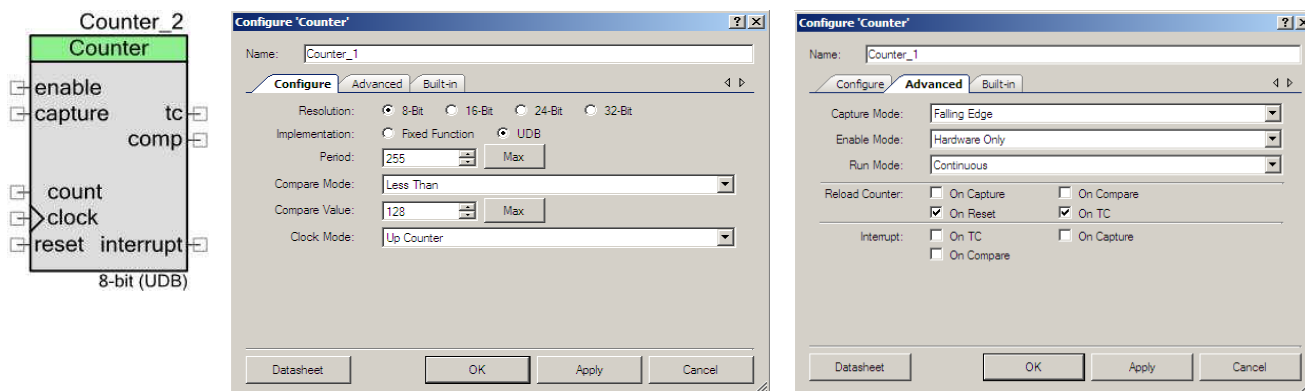 Counter_2
Counter
enable
capture
tc
comp
count
clock
reset
interrupt
8-bit (UDB)
Configure 'Counter'
Name: Counter_1
Configure Advanced Built-in
Resolution: 8-Bit 16-Bit 24-Bit 32-Bit
Implementation: Fixed Function UDB
Period: 255 Max
Compare Mode: Less Than
Compare Value: 128 Max
Clock Mode: Up Counter
Datasheet OK Apply Cancel
Configure 'Counter'
Name: Counter_1
Configure Advanced Built-in
Capture Mode: Falling Edge
Enable Mode: Hardware Only
Run Mode: Continuous
Reload Counter: On Capture On Compare
On Reset On TC
Interrupt: On TC On Capture
On Compare
Datasheet OK Apply Cancel